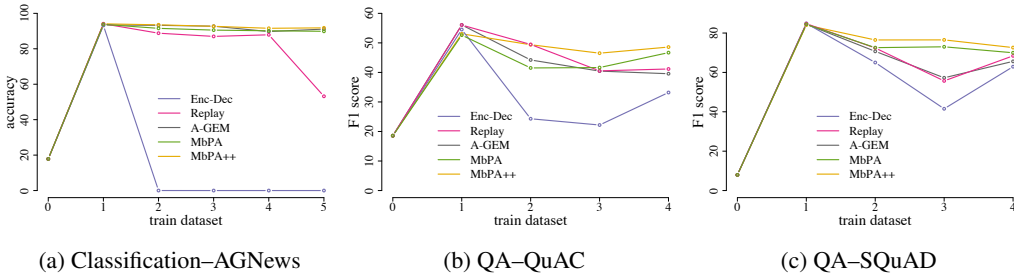 accuracy
0 20 40 60 80 100
Enc-Dec
Replay
A-GEM
MbPA
MbPA++
0 1 2 3 4 5
train dataset
(a) Classification–AGNews
F1 score
0 10 20 30 40 50 60
Enc-Dec
Replay
A-GEM
MbPA
MbPA++
0 1 2 3 4
train dataset
(b) QA–QuAC
F1 score
0 20 40 60 80
Enc-Dec
Replay
A-GEM
MbPA
MbPA++
0 1 2 3 4
train dataset
(c) QA–SQuAD